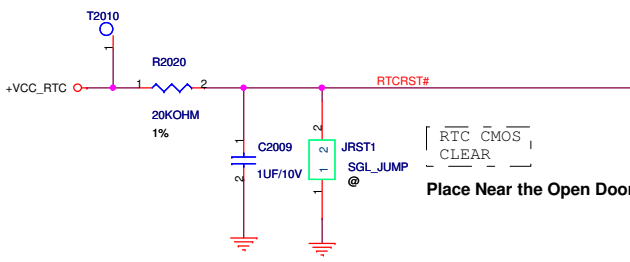 T2010
1
R2020
+VCC_RTC
1
2
RTCRST#
20KOHM
1%
1
2
C2009
1UF/10V
2
2
1
1
JRST1
SGL_JUMP
@
RTC CMOS
CLEAR
Place Near the Open Door